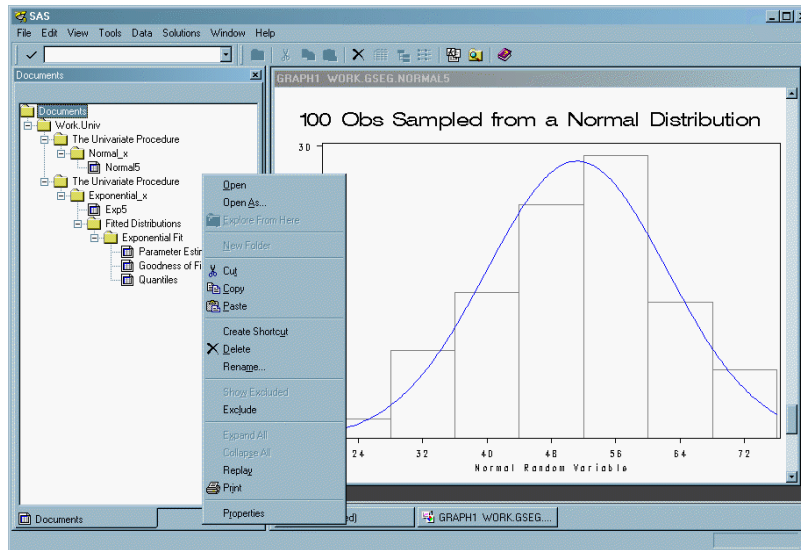 SAS
File Edit View Tools Data Solutions Window Help
Documents
GRAPH1 WORK.GSEG.NORMAL5
Documents
Work.Univ
The Univariate Procedure
Normal_x
Normal5
The Univariate Procedure
Exponential_x
Exp5
Fitted Distributions
Exponential Fit
Parameter Estir
Goodness of Fi
Quantiles
Open
Open As...
Explore From Here
New Folder
Cut
Copy
Paste
Create Shortcut
Delete
Rename...
Show Excluded
Exclude
Expand All
Collapse All
Replay
Print
Properties
100 Obs Sampled from a Normal Distribution
30
24 32 40 48 56 64 72
Normal Random Variable
Documents
ed)
GRAPH1 WORK.GSEG....